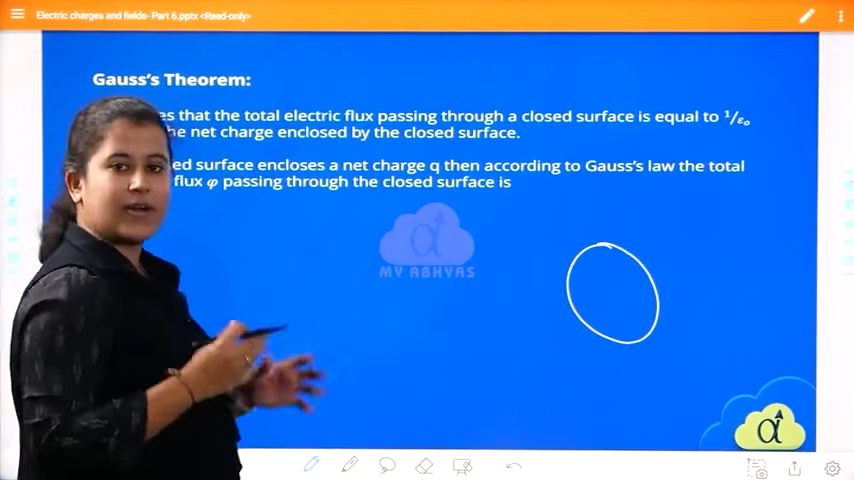 Electric charges and fields- Part 6.pptx <Read-only>
Gauss's Theorem:
es that the total electric flux passing through a closed surface is equal to 1/ε₀
he net charge enclosed by the closed surface.
ed surface encloses a net charge q then according to Gauss's law the total
flux φ passing through the closed surface is
α
MY ABHYAS
α